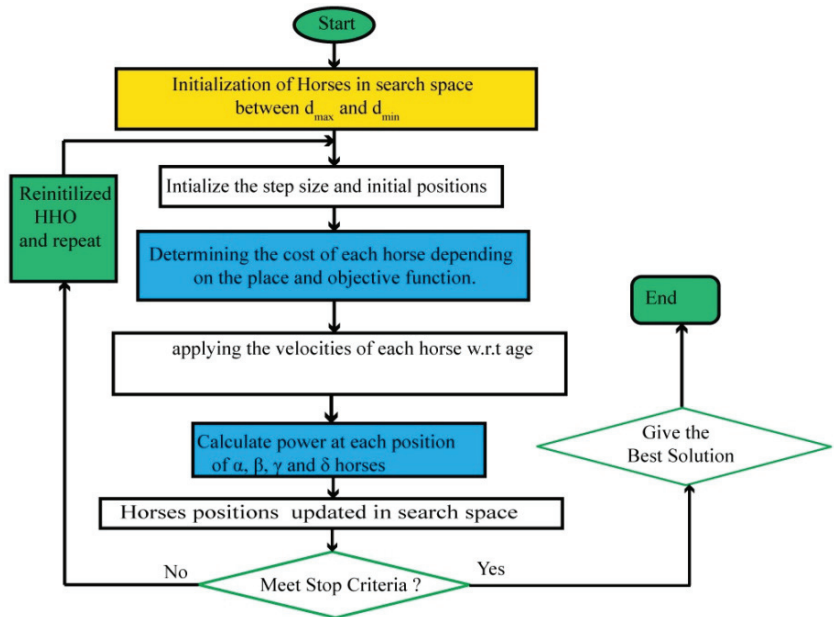 Start
Initialization of Horses in search space
between dmax and dmin
Reinitilized
HHO
and repeat
Intialize the step size and initial positions
Determining the cost of each horse depending
on the place and objective function.
End
applying the velocities of each horse w.r.t age
Calculate power at each position
of α, β, γ and δ horses
Give the
Best Solution
Horses positions updated in search space
No
Meet Stop Criteria ?
Yes